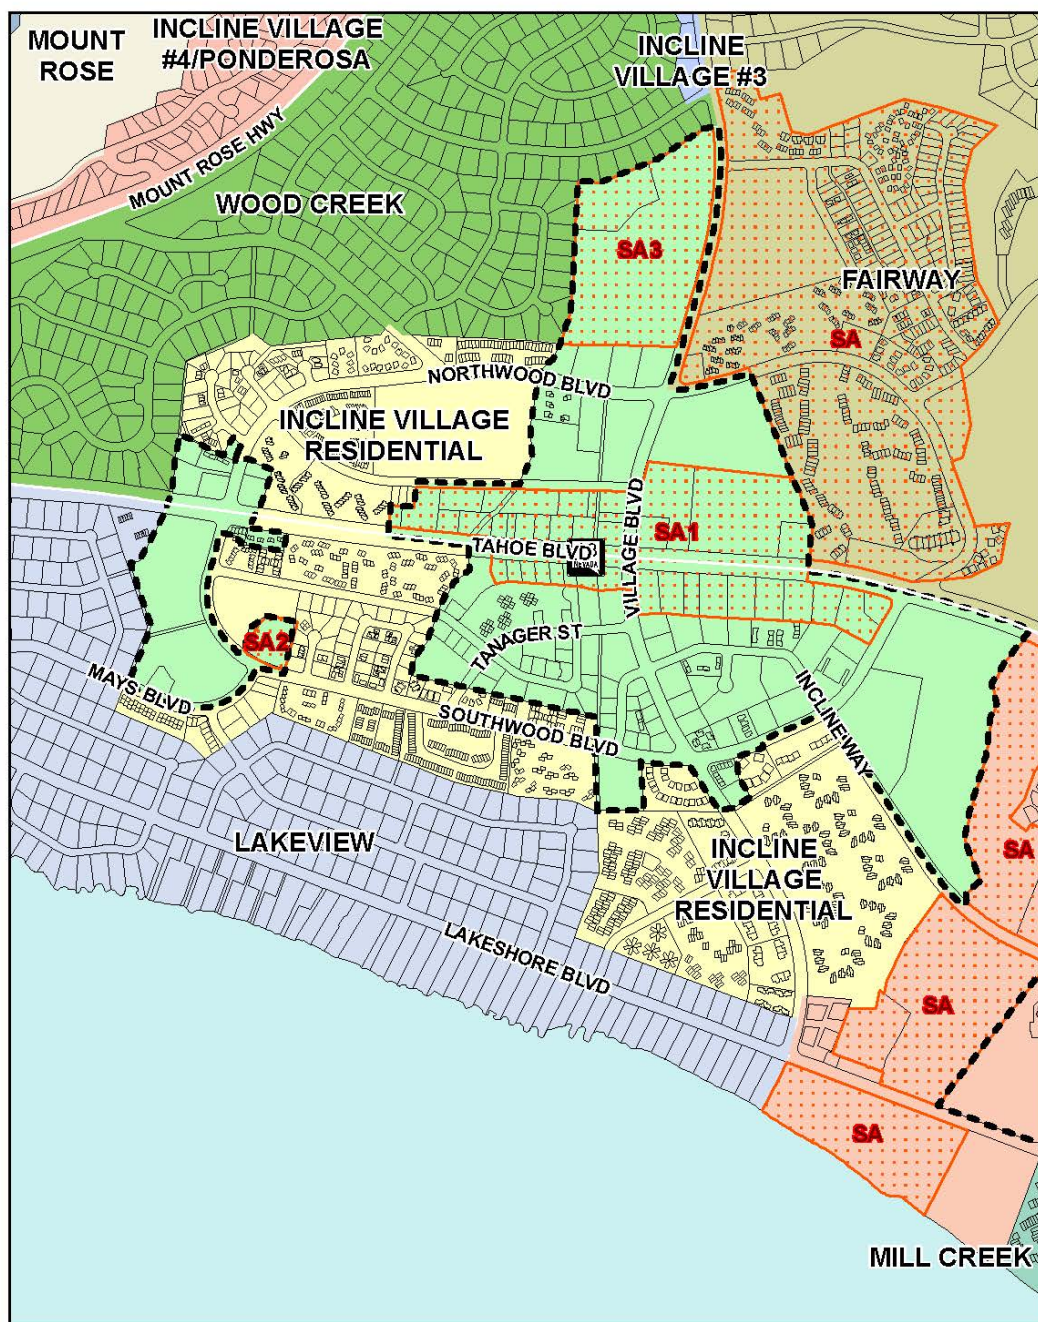 MOUNT
ROSE
INCLINE VILLAGE
#4/PONDEROSA
INCLINE
VILLAGE #3
MOUNT ROSE HWY
WOOD CREEK
SA3
FAIRWAY
SA
NORTHWOOD BLVD
INCLINE VILLAGE
RESIDENTIAL
VILLAGE BLVD
SA1
TAHOE BLVD
NEVADA
TANAGER ST
SA2
MAYS BLVD
INCLINE WAY
SOUTHWOOD BLVD
LAKEVIEW
INCLINE
VILLAGE
RESIDENTIAL
SA
LAKESHORE BLVD
SA
SA
MILL CREEK